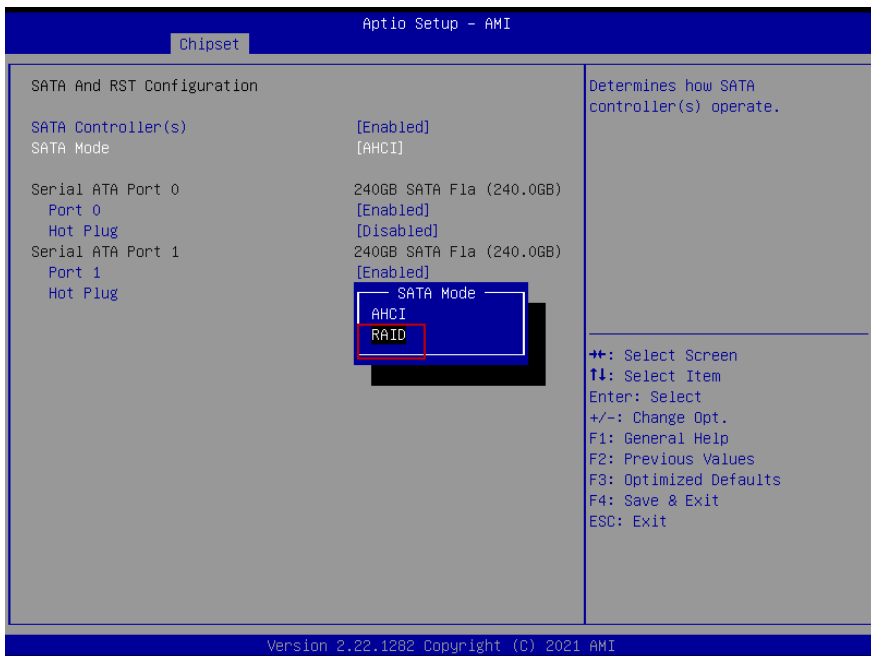 Aptio Setup – AMI
Chipset
SATA And RST Configuration
SATA Controller(s) [Enabled]
SATA Mode [AHCI]
Serial ATA Port 0 240GB SATA Fla (240.0GB)
Port 0 [Enabled]
Hot Plug [Disabled]
Serial ATA Port 1 240GB SATA Fla (240.0GB)
Port 1 [Enabled]
Hot Plug
SATA Mode
AHCI
RAID
Determines how SATA
controller(s) operate.
→←: Select Screen
↑↓: Select Item
Enter: Select
+/-: Change Opt.
F1: General Help
F2: Previous Values
F3: Optimized Defaults
F4: Save & Exit
ESC: Exit
Version 2.22.1282 Copyright (C) 2021 AMI